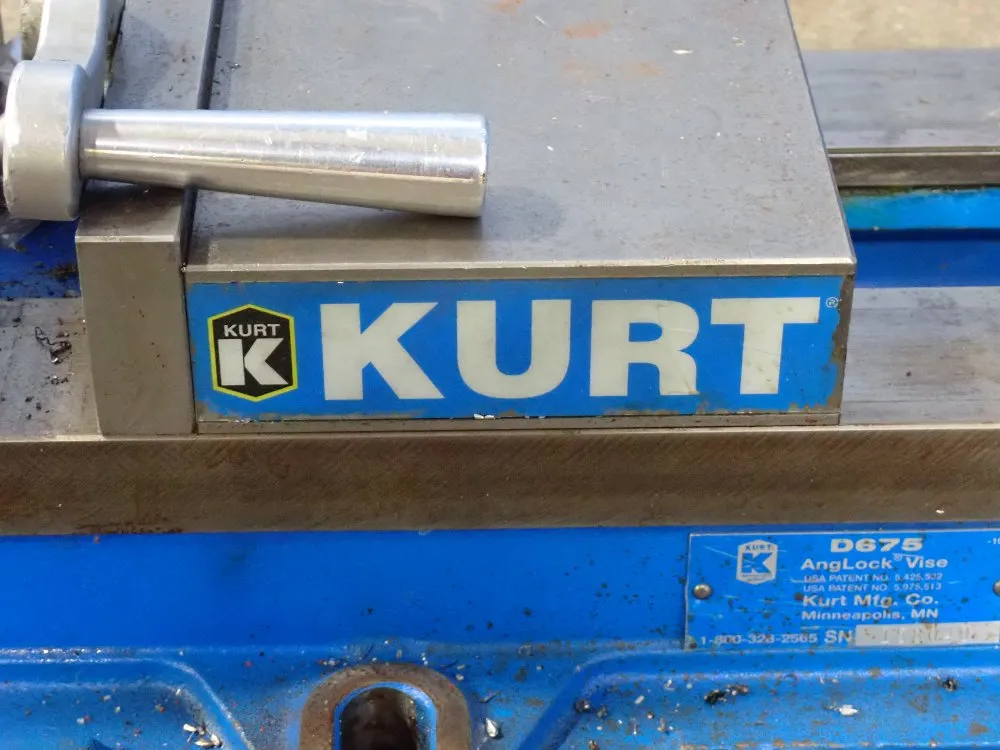 KURT
K
KURT®
KURT
K
D675
AngLock® Vise
USA PATENT NO. 5,425,532
USA PATENT NO. 5,975,513
Kurt Mfg. Co.
Minneapolis, MN
1-800-328-2565 SN